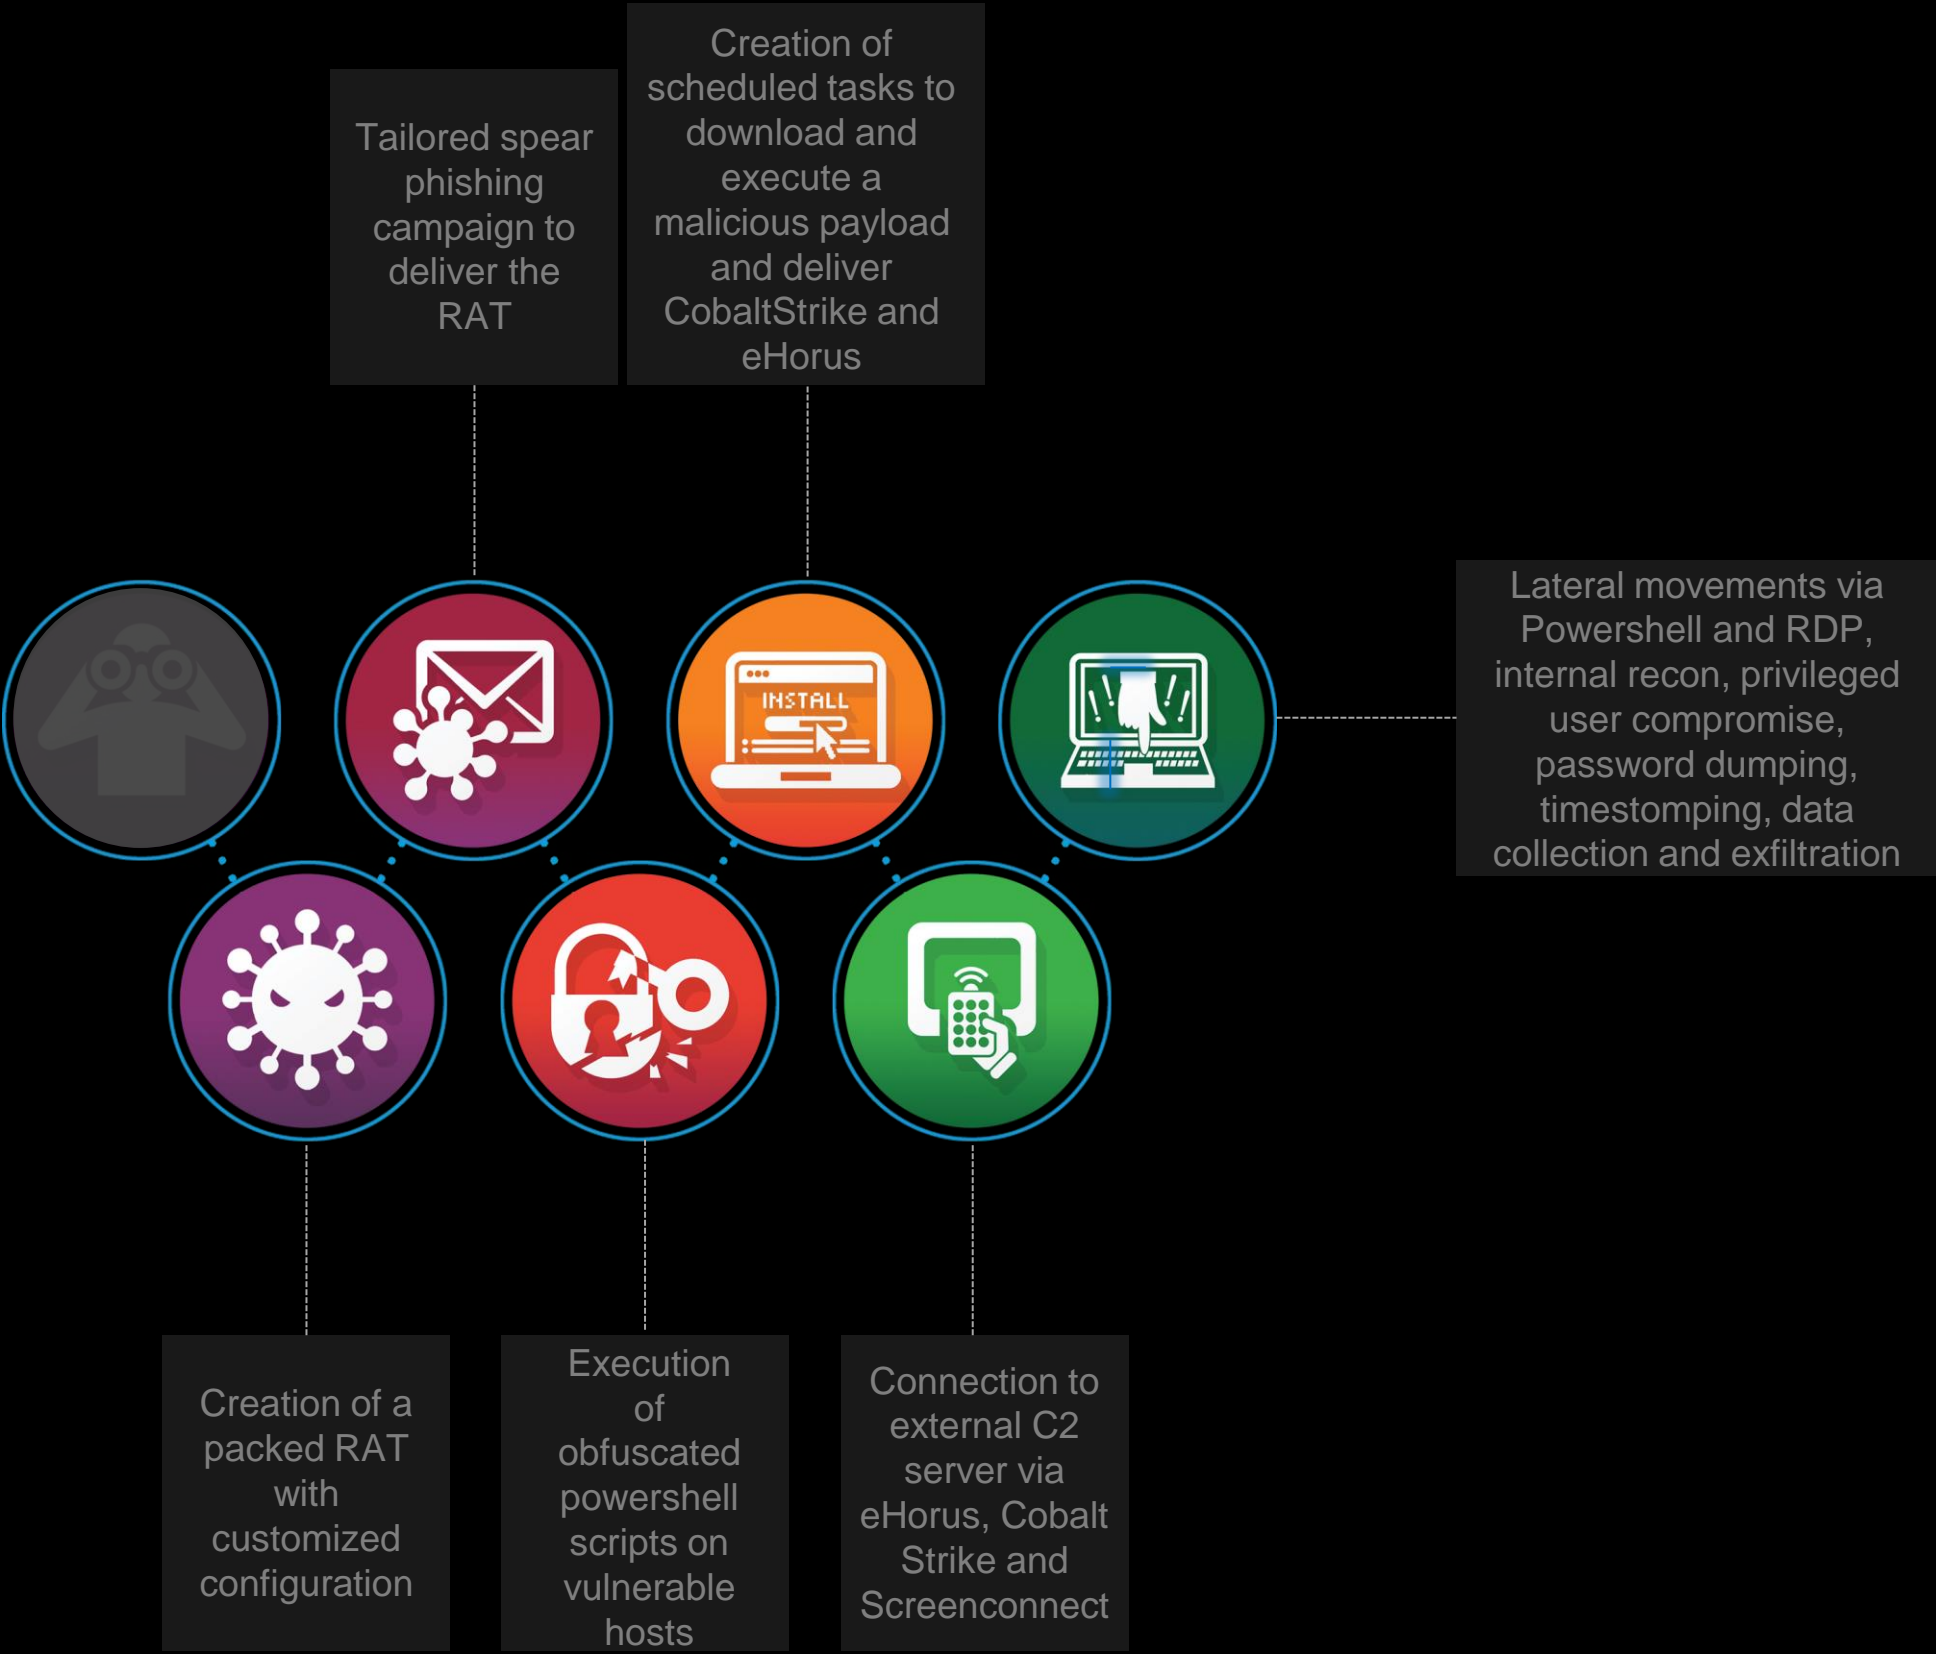 Creation of
scheduled tasks to
download and
execute a
malicious payload
and deliver
CobaltStrike and
eHorus
Tailored spear
phishing
campaign to
deliver the
RAT
Lateral movements via
Powershell and RDP,
internal recon, privileged
user compromise,
password dumping,
timestomping, data
collection and exfiltration
INSTALL
Creation of a
packed RAT
with
customized
configuration
Execution
of
obfuscated
powershell
scripts on
vulnerable
hosts
Connection to
external C2
server via
eHorus, Cobalt
Strike and
Screenconnect